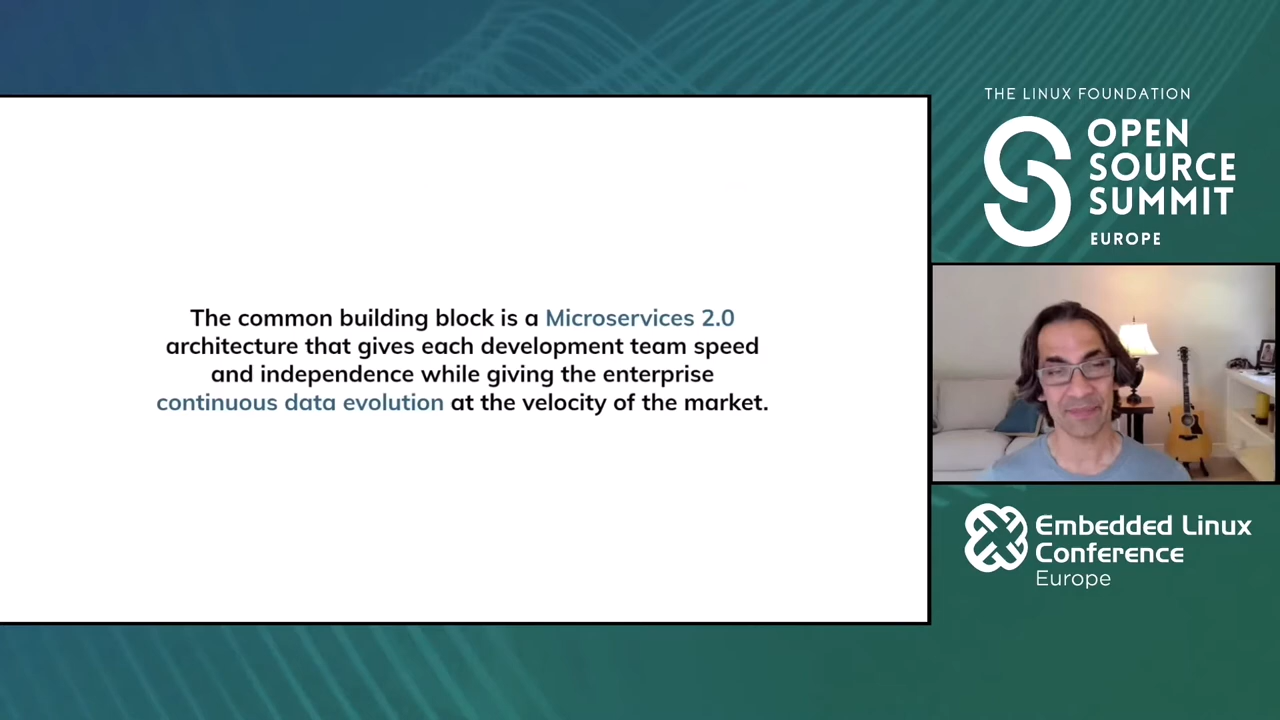 The common building block is a Microservices 2.0
architecture that gives each development team speed
and independence while giving the enterprise
continuous data evolution at the velocity of the market.
THE LINUX FOUNDATION
OPEN
SOURCE
SUMMIT
EUROPE
Embedded Linux
Conference
Europe